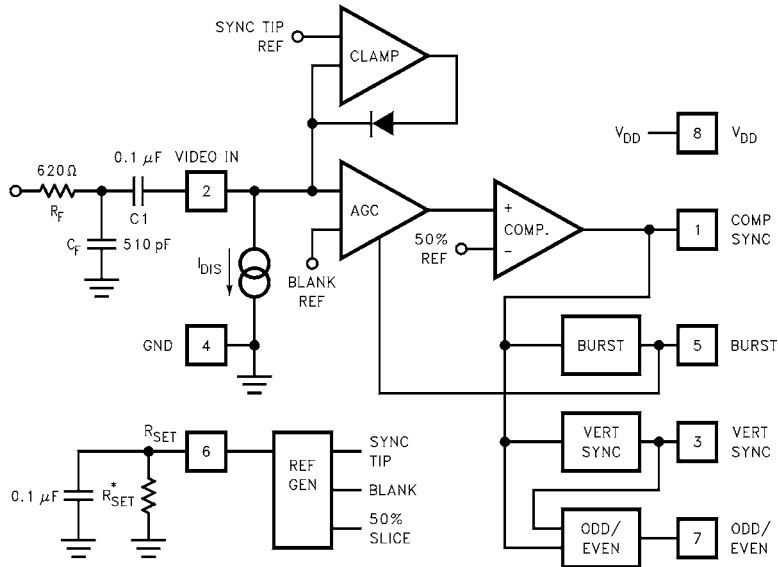 SYNC TIP
REF
CLAMP
V_DD
8
V_DD
0.1 µF
VIDEO IN
620Ω
2
R_F
C1
C_F
510 pF
I_DIS
AGC
BLANK
REF
+
COMP.
−
50%
REF
1
COMP
SYNC
GND
4
BURST
5
BURST
R_SET
6
REF
GEN
SYNC
TIP
BLANK
50%
SLICE
0.1 µF
R*_SET
VERT
SYNC
3
VERT
SYNC
ODD/
EVEN
7
ODD/
EVEN